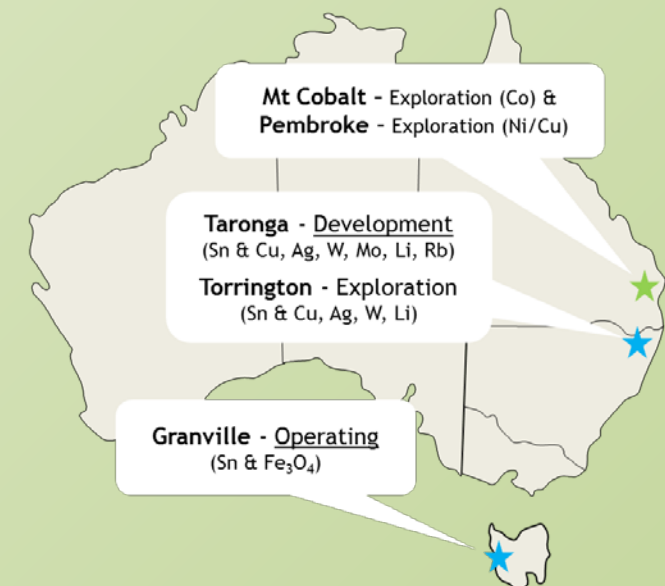 Mt Cobalt - Exploration (Co) &
Pembroke - Exploration (Ni/Cu)
Taronga - Development
(Sn & Cu, Ag, W, Mo, Li, Rb)
Torrington - Exploration
(Sn & Cu, Ag, W, Li)
Granville - Operating
(Sn & Fe₃O₄)